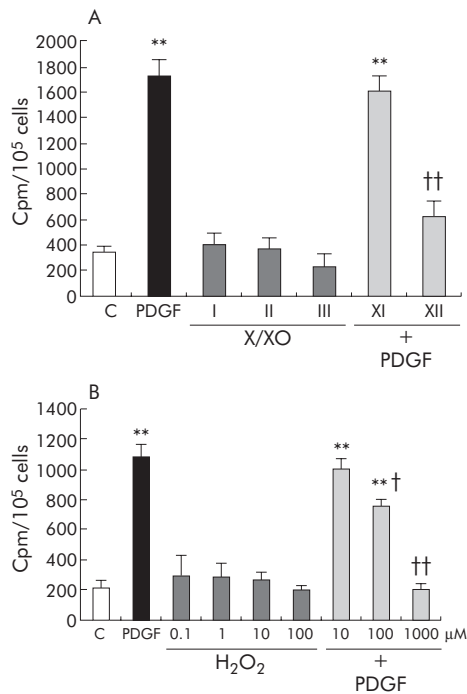 A
Cpm/10⁵ cells
2000
1800
1600
1400
1200
1000
800
600
400
200
0
** ** ††
C PDGF I II III XI XII
X/XO +
PDGF
B
Cpm/10⁵ cells
1400
1200
1000
800
600
400
200
0
** ** ** † ††
C PDGF 0.1 1 10 100 10 100 1000 µM
H₂O₂ +
PDGF